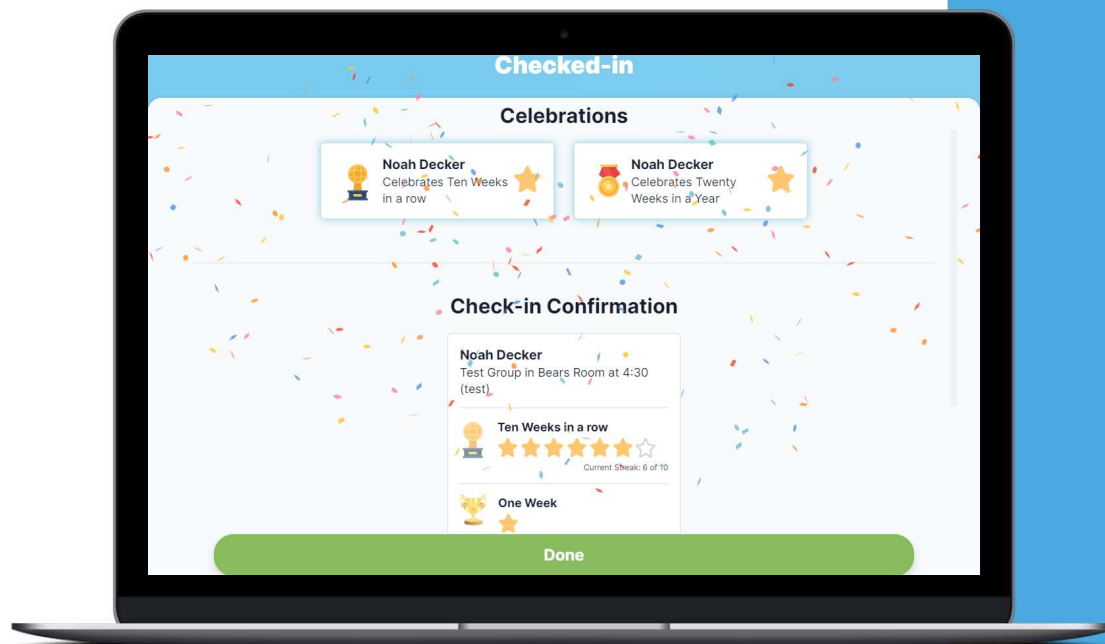 Checked-in
Celebrations
Noah Decker
Celebrates Ten Weeks
in a row
Noah Decker
Celebrates Twenty
Weeks in a Year
Check-in Confirmation
Noah Decker
Test Group in Bears Room at 4:30
(test)
Ten Weeks in a row
Current Streak: 6 of 10
One Week
Done